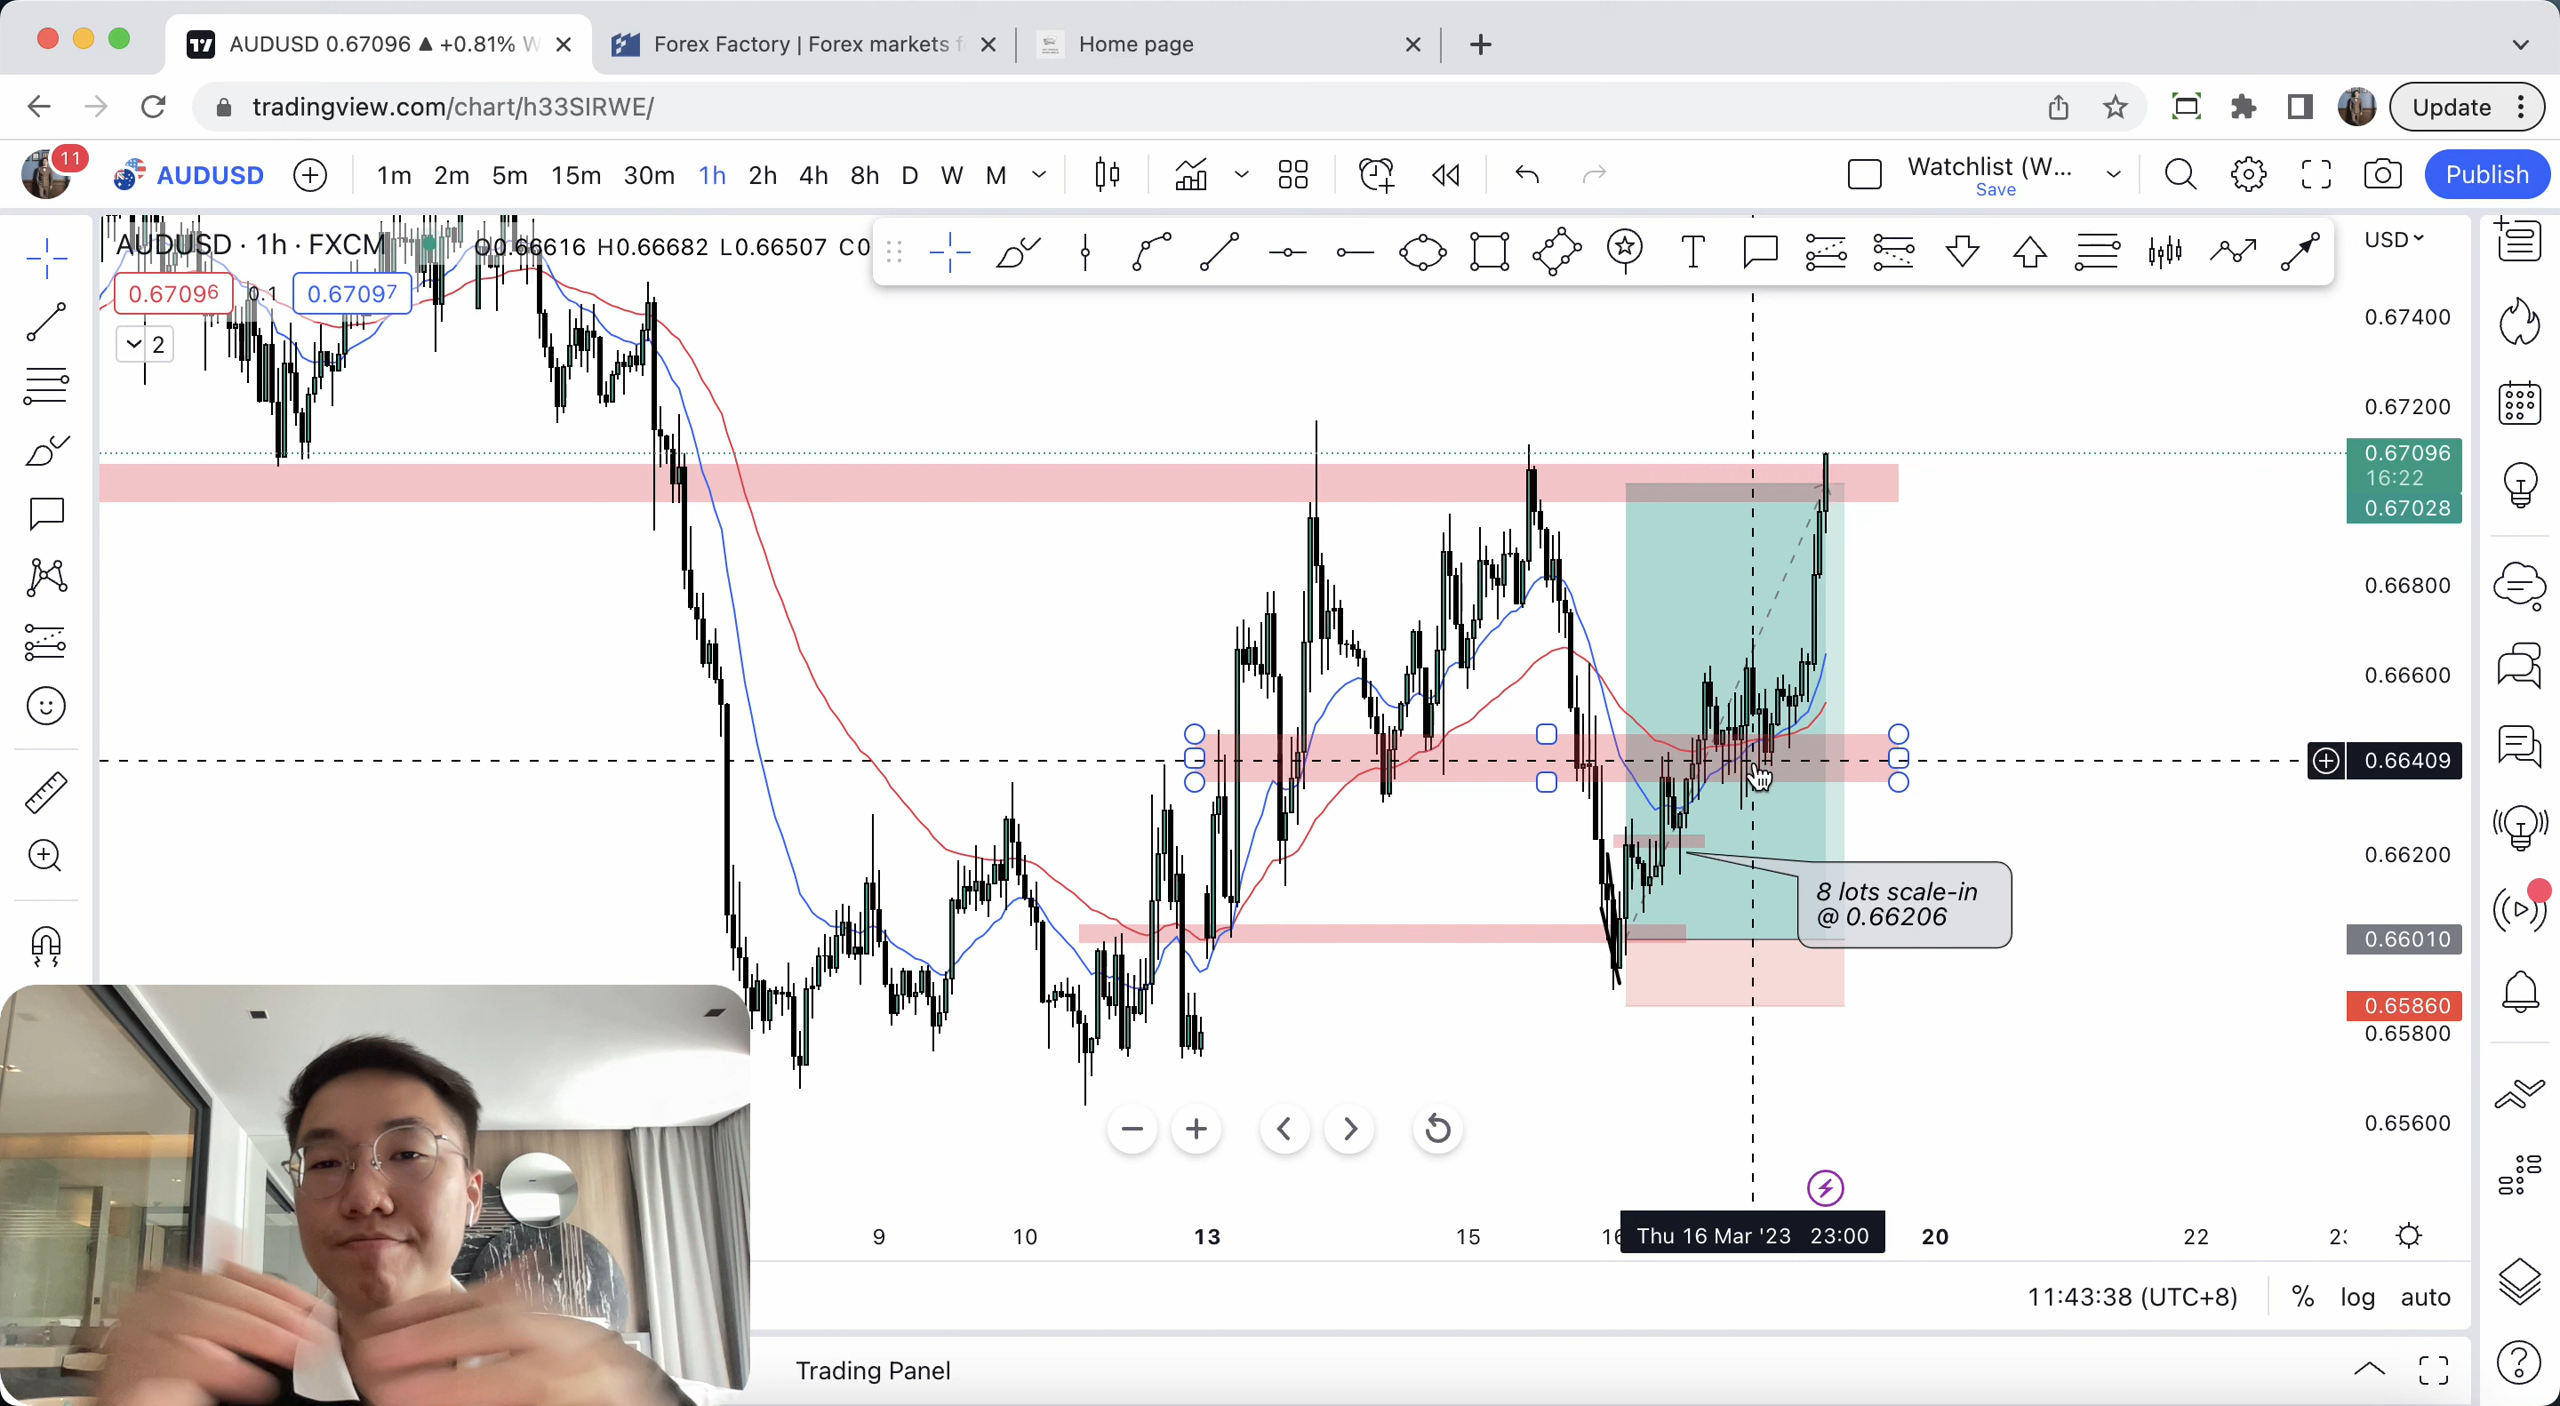 AUDUSD 0.67096 ▲ +0.81% W
Forex Factory | Forex markets f
Home page
tradingview.com/chart/h33SIRWE/
Update
11
AUDUSD
1m 2m 5m 15m 30m 1h 2h 4h 8h D W M
Watchlist (W...
Save
Publish
AUDUSD · 1h · FXCM
O0.66616 H0.66682 L0.66507 C0
USD
0.67096
0.1
0.67097
2
0.67400
0.67200
0.67096
16:22
0.67028
0.66800
0.66600
0.66409
0.66200
8 lots scale-in
@ 0.66206
0.66010
0.65860
0.65800
0.65600
9 10 13 15 16 Thu 16 Mar '23 23:00 20 22
11:43:38 (UTC+8)
% log auto
Trading Panel